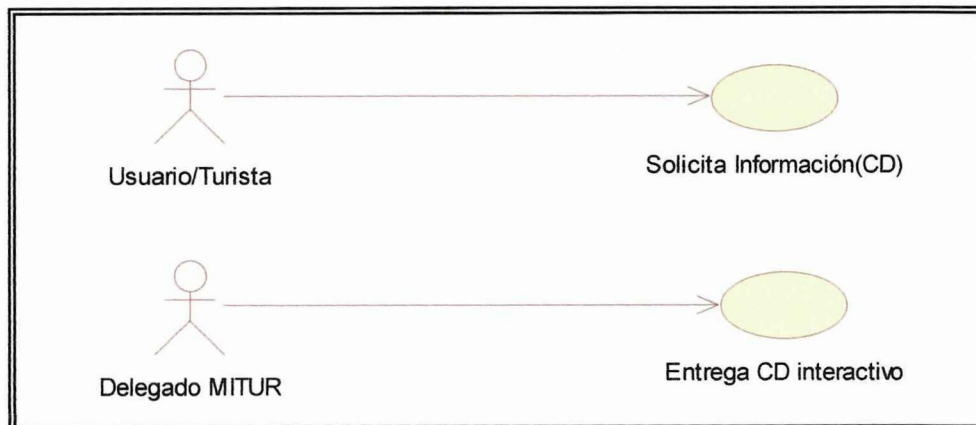 Usuario/Turista
Solicita Información(CD)
Delegado MITUR
Entrega CD interactivo